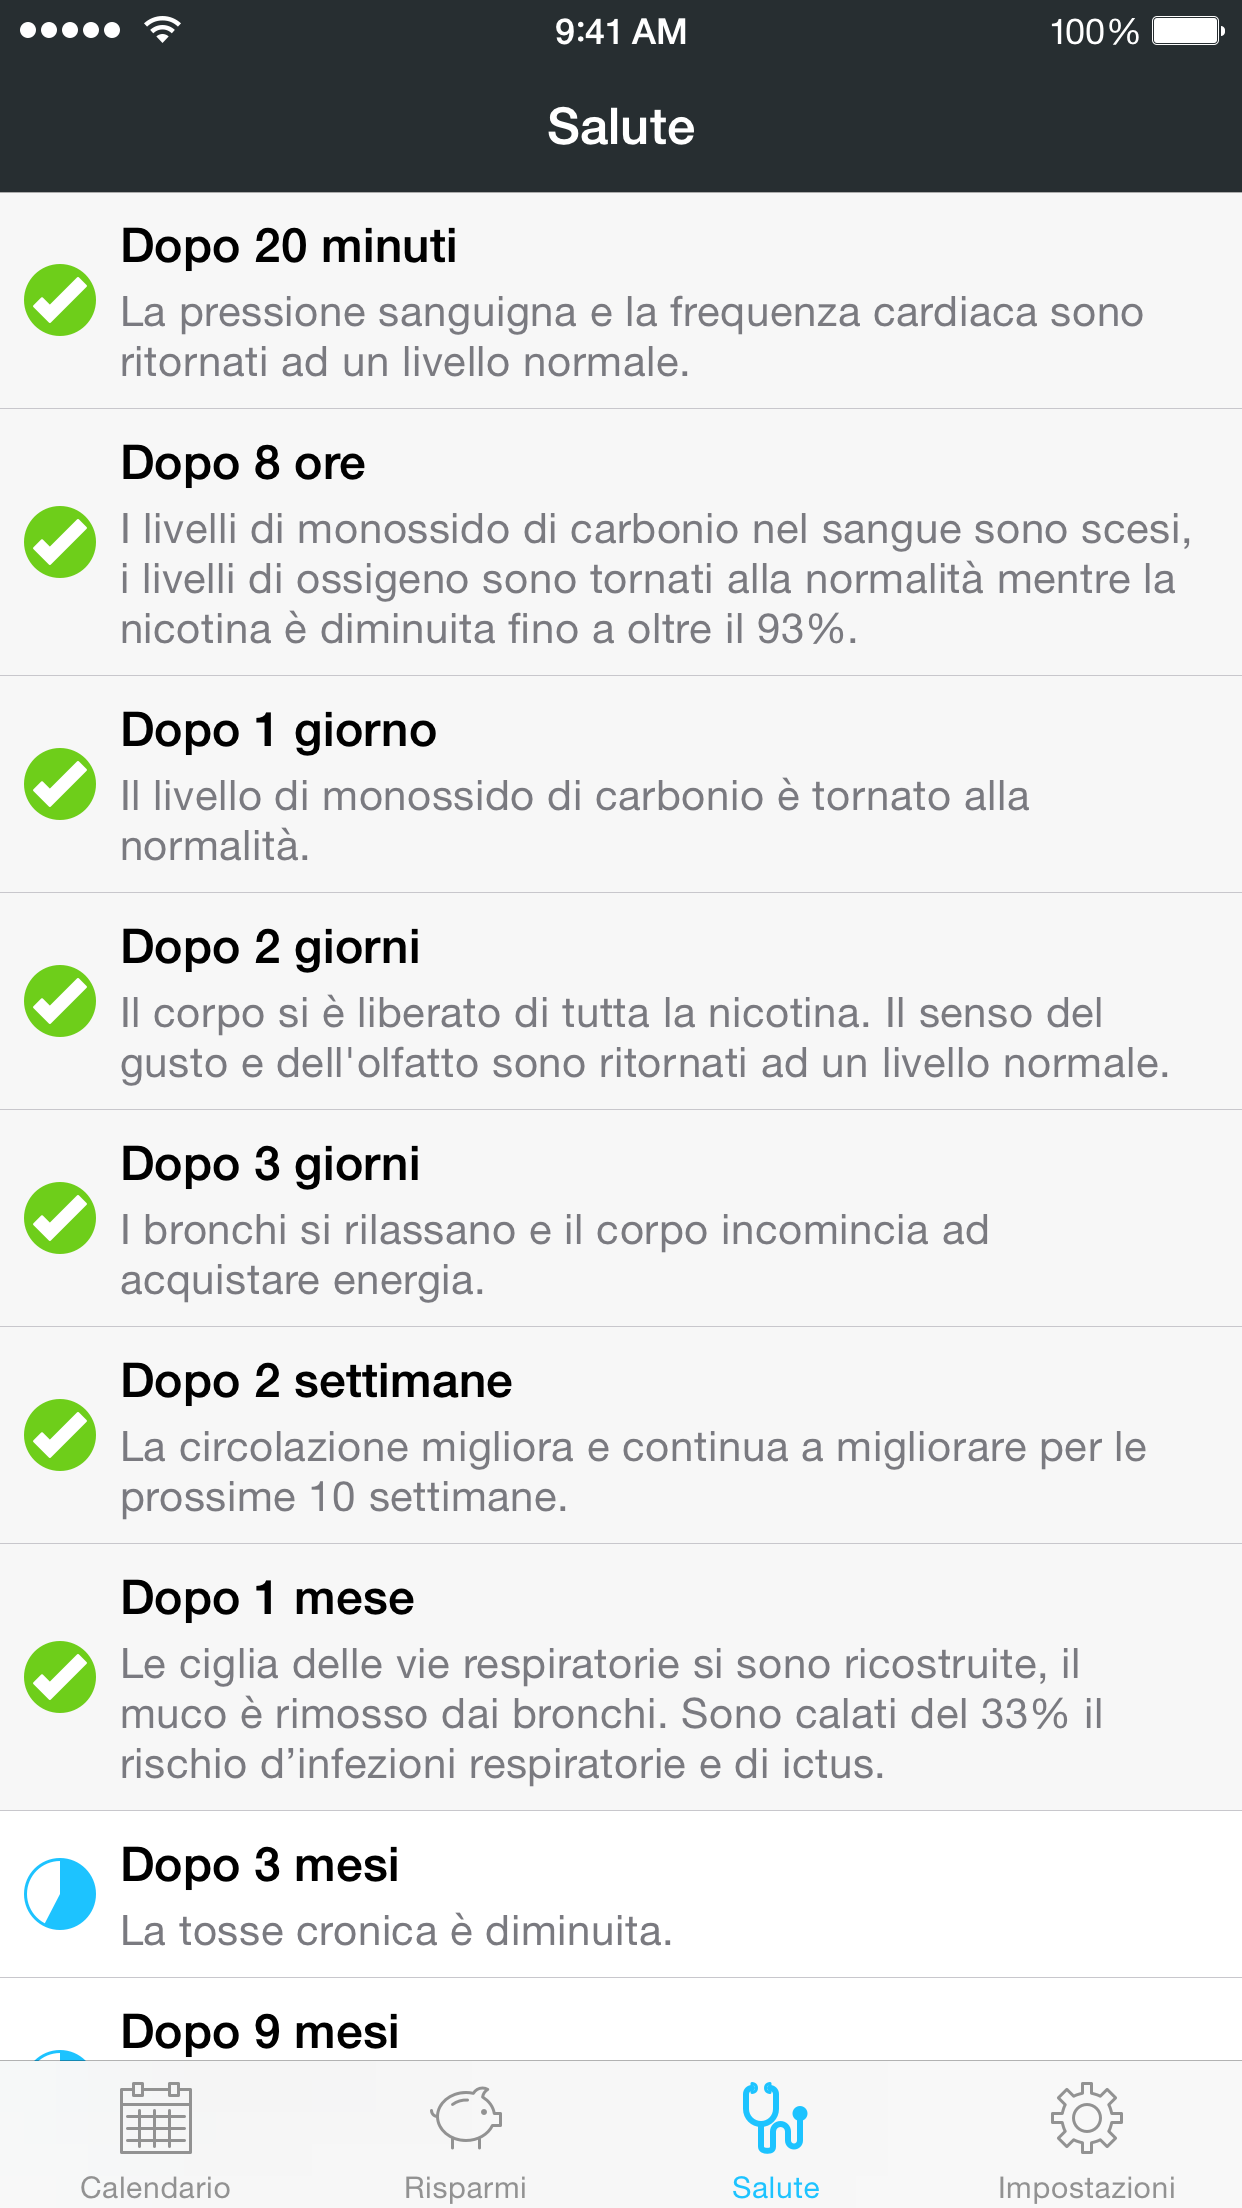 9:41 AM
100%
Salute
Dopo 20 minuti
La pressione sanguigna e la frequenza cardiaca sono
ritornati ad un livello normale.
Dopo 8 ore
I livelli di monossido di carbonio nel sangue sono scesi,
i livelli di ossigeno sono tornati alla normalità mentre la
nicotina è diminuita fino a oltre il 93%.
Dopo 1 giorno
Il livello di monossido di carbonio è tornato alla
normalità.
Dopo 2 giorni
Il corpo si è liberato di tutta la nicotina. Il senso del
gusto e dell'olfatto sono ritornati ad un livello normale.
Dopo 3 giorni
I bronchi si rilassano e il corpo incomincia ad
acquistare energia.
Dopo 2 settimane
La circolazione migliora e continua a migliorare per le
prossime 10 settimane.
Dopo 1 mese
Le ciglia delle vie respiratorie si sono ricostruite, il
muco è rimosso dai bronchi. Sono calati del 33% il
rischio d’infezioni respiratorie e di ictus.
Dopo 3 mesi
La tosse cronica è diminuita.
Dopo 9 mesi
Calendario
Risparmi
Salute
Impostazioni